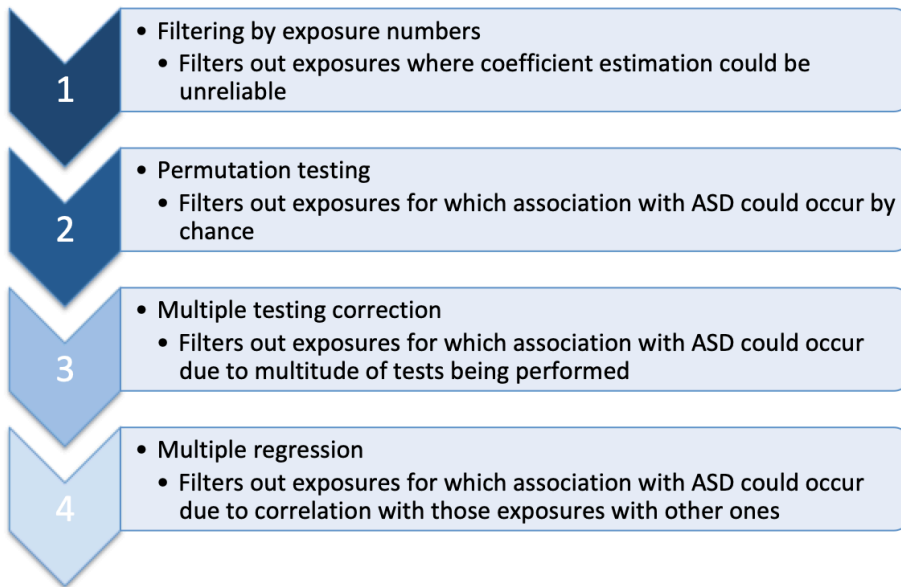 1
• Filtering by exposure numbers
• Filters out exposures where coefficient estimation could be
unreliable
2
• Permutation testing
• Filters out exposures for which association with ASD could occur by
chance
3
• Multiple testing correction
• Filters out exposures for which association with ASD could occur
due to multitude of tests being performed
4
• Multiple regression
• Filters out exposures for which association with ASD could occur
due to correlation with those exposures with other ones